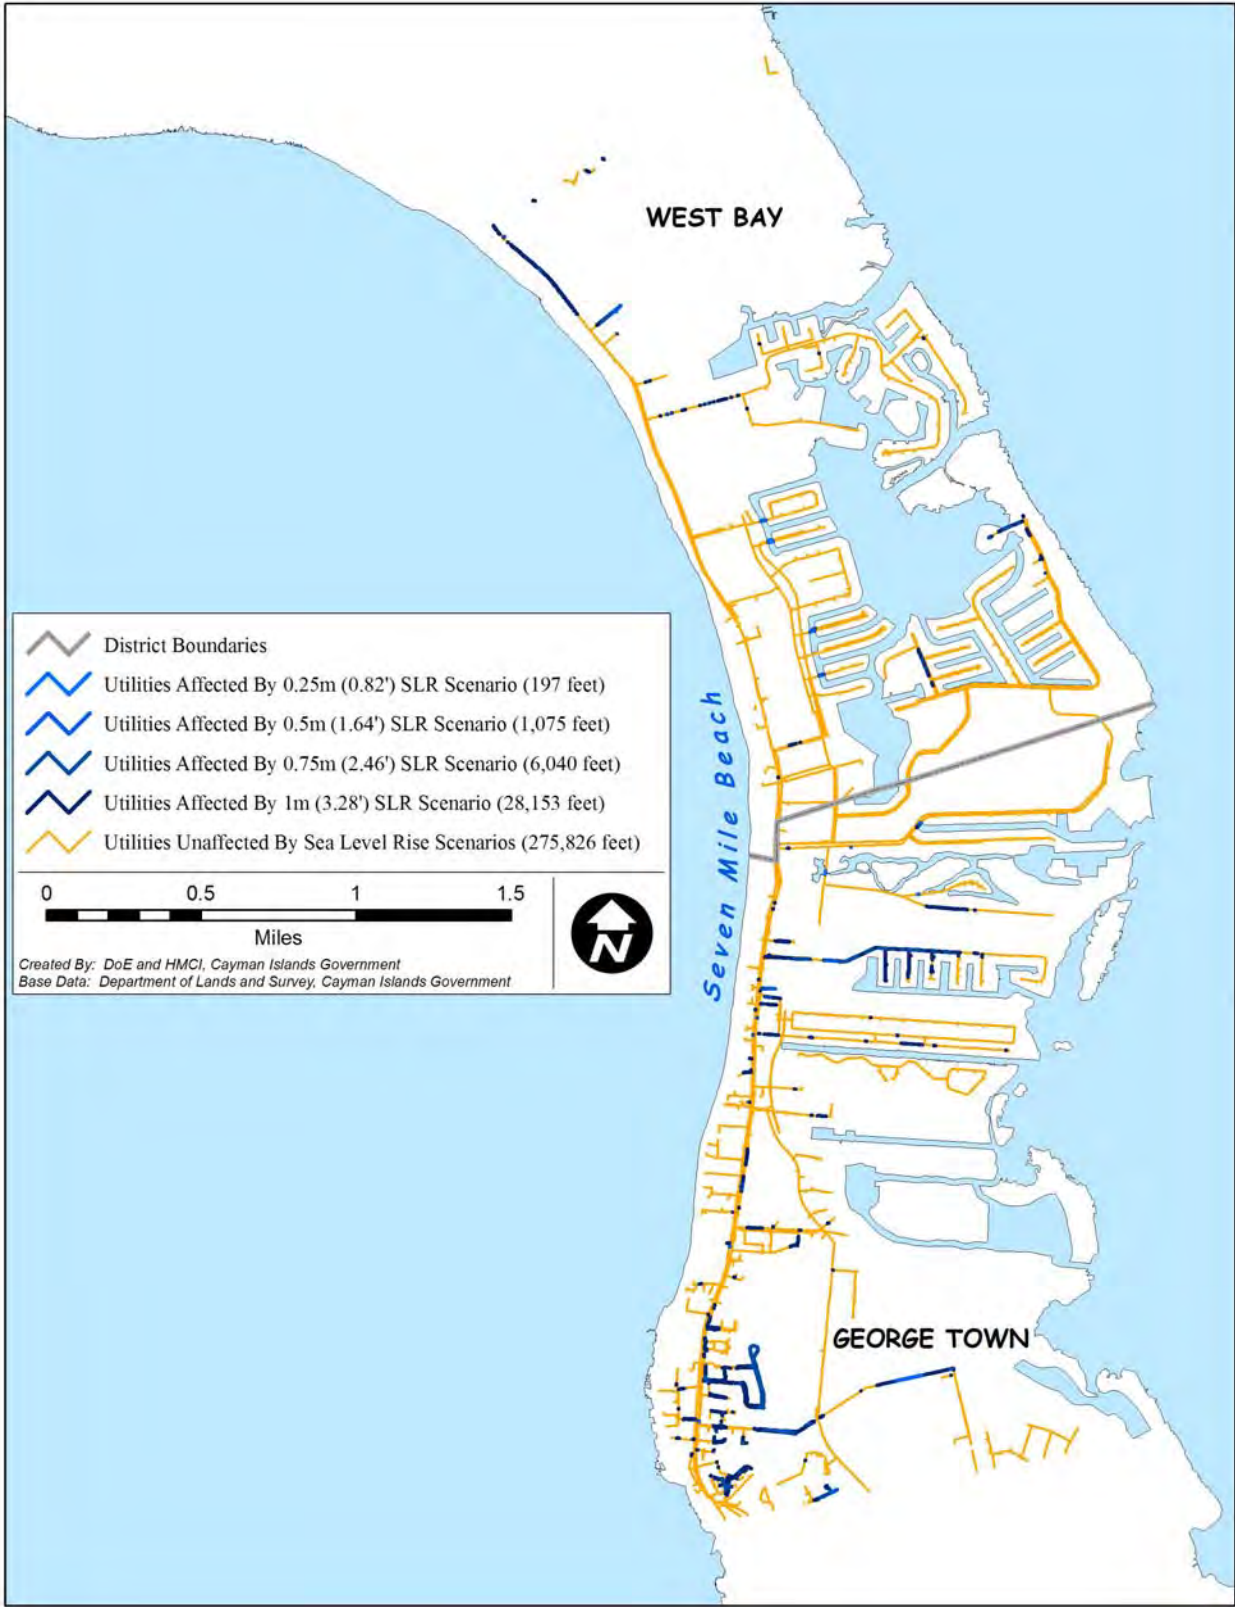 WEST BAY
District Boundaries
Utilities Affected By 0.25m (0.82') SLR Scenario (197 feet)
Utilities Affected By 0.5m (1.64') SLR Scenario (1,075 feet)
Utilities Affected By 0.75m (2.46') SLR Scenario (6,040 feet)
Utilities Affected By 1m (3.28') SLR Scenario (28,153 feet)
Utilities Unaffected By Sea Level Rise Scenarios (275,826 feet)
0 0.5 1 1.5
Miles
N
Created By: DoE and HMCI, Cayman Islands Government
Base Data: Department of Lands and Survey, Cayman Islands Government
Seven Mile Beach
GEORGE TOWN